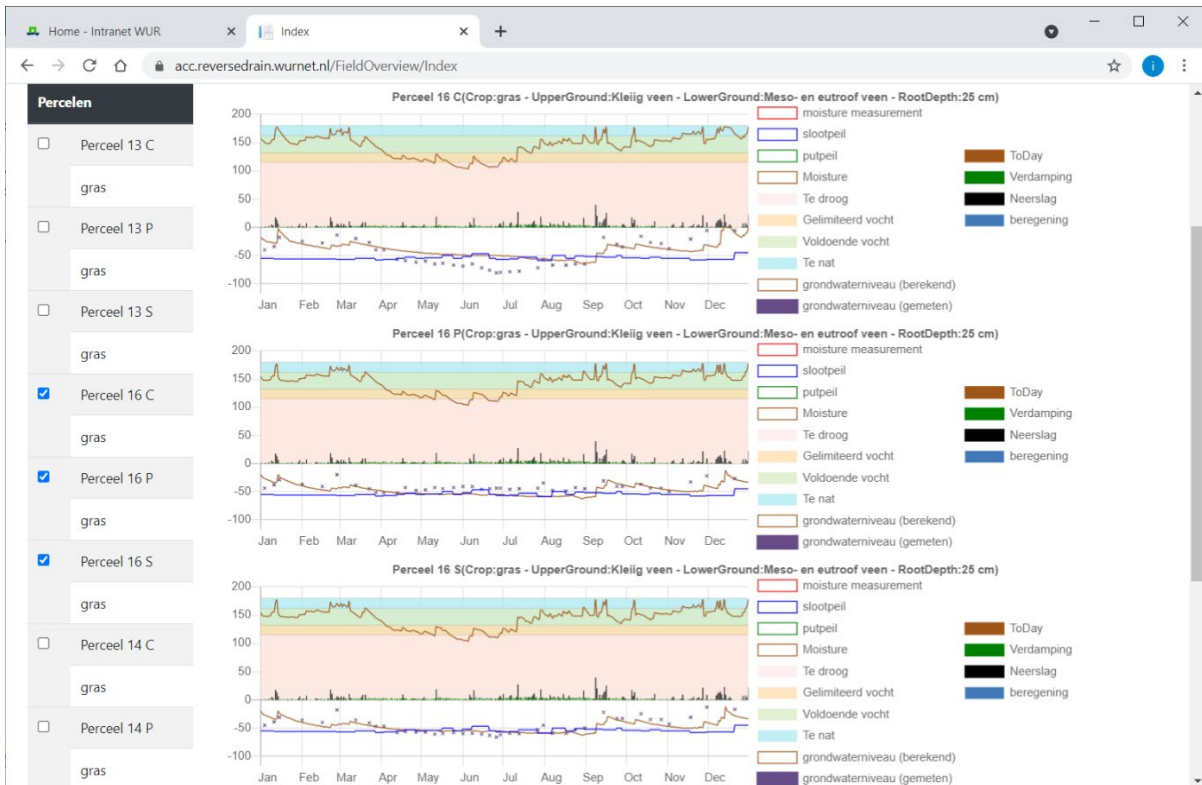 Home - Intranet WUR
Index
acc.reversedrain.wurnet.nl/FieldOverview/Index
i
Percelen
Perceel 13 C
gras
Perceel 13 P
gras
Perceel 13 S
gras
Perceel 16 C
gras
Perceel 16 P
gras
Perceel 16 S
gras
Perceel 14 C
gras
Perceel 14 P
gras
Perceel 16 C(Crop:gras - UpperGround:Kleiig veen - LowerGround:Meso- en eutroof veen - RootDepth:25 cm)
200
150
100
50
0
-50
-100
Jan Feb Mar Apr May Jun Jul Aug Sep Oct Nov Dec
moisture measurement
slootpeil
putpeil
Moisture
Te droog
Gelimiteerd vocht
Voldoende vocht
Te nat
grondwaterniveau (berekend)
grondwaterniveau (gemeten)
ToDay
Verdamping
Neerslag
beregening
Perceel 16 P(Crop:gras - UpperGround:Kleiig veen - LowerGround:Meso- en eutroof veen - RootDepth:25 cm)
200
150
100
50
0
-50
-100
Jan Feb Mar Apr May Jun Jul Aug Sep Oct Nov Dec
moisture measurement
slootpeil
putpeil
Moisture
Te droog
Gelimiteerd vocht
Voldoende vocht
Te nat
grondwaterniveau (berekend)
grondwaterniveau (gemeten)
ToDay
Verdamping
Neerslag
beregening
Perceel 16 S(Crop:gras - UpperGround:Kleiig veen - LowerGround:Meso- en eutroof veen - RootDepth:25 cm)
200
150
100
50
0
-50
-100
Jan Feb Mar Apr May Jun Jul Aug Sep Oct Nov Dec
moisture measurement
slootpeil
putpeil
Moisture
Te droog
Gelimiteerd vocht
Voldoende vocht
Te nat
grondwaterniveau (berekend)
grondwaterniveau (gemeten)
ToDay
Verdamping
Neerslag
beregening